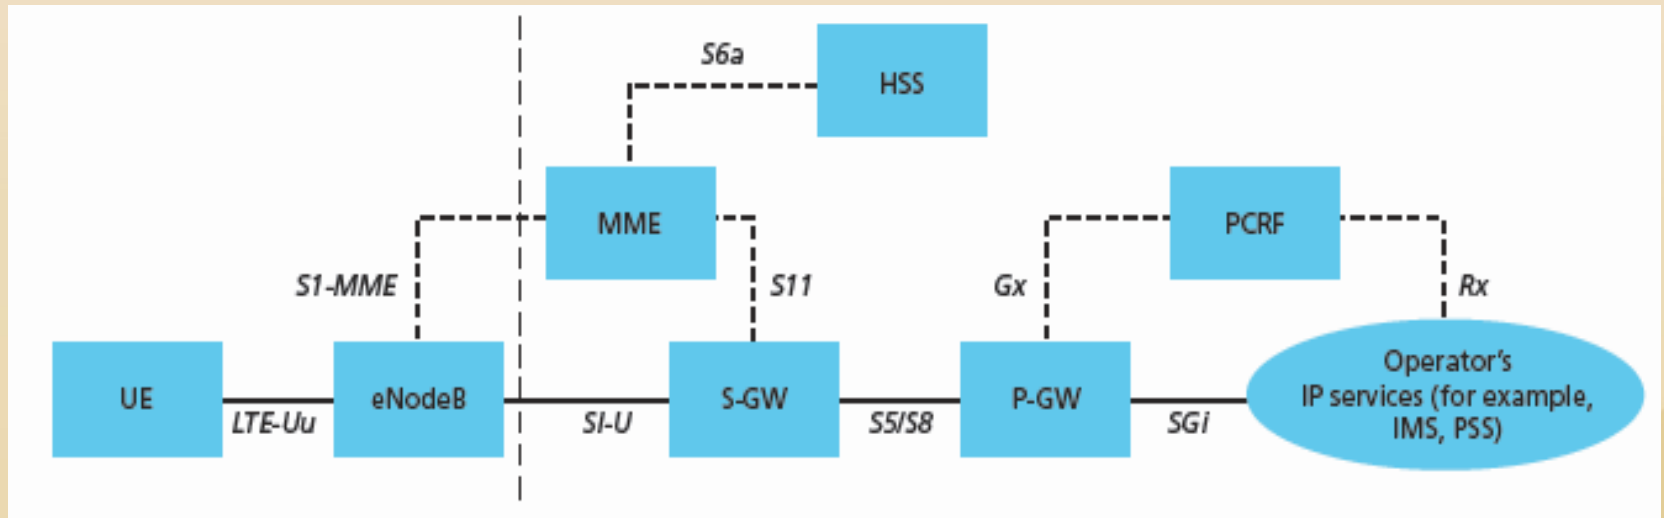 S6a
HSS
MME
PCRF
S1-MME
S11
Gx
Rx
UE
eNodeB
S-GW
P-GW
Operator's
IP services (for example,
IMS, PSS)
LTE-Uu
SI-U
S5/S8
SGi